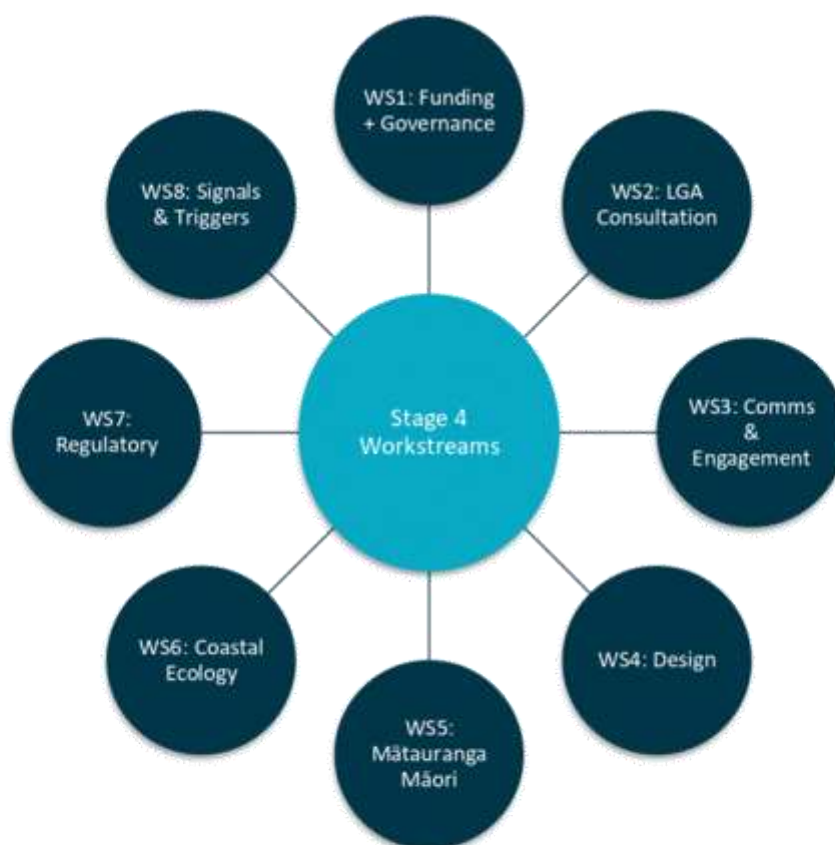 WS1: Funding
+ Governance
WS2: LGA
Consultation
WS3: Comms
&
Engagement
WS4: Design
WS5:
Mātauranga
Māori
WS6: Coastal
Ecology
WS7:
Regulatory
WS8: Signals
& Triggers
Stage 4
Workstreams